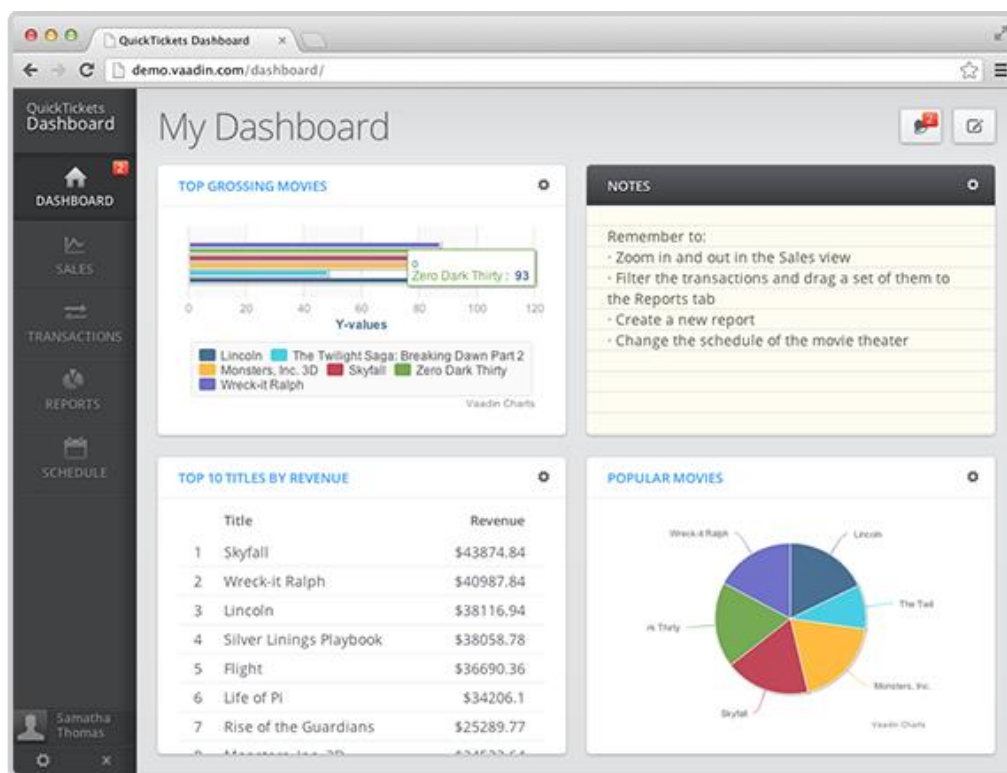 QuickTickets Dashboard
demo.vaadin.com/dashboard/
QuickTickets
Dashboard
2
DASHBOARD
SALES
TRANSACTIONS
REPORTS
SCHEDULE
Samatha
Thomas
My Dashboard
2
TOP GROSSING MOVIES
0
Zero Dark Thirty : 93
0 20 40 60 80 100 120
Y-values
Lincoln The Twilight Saga: Breaking Dawn Part 2
Monsters, Inc. 3D Skyfall Zero Dark Thirty
Wreck-it Ralph
Vaadin Charts
NOTES
Remember to:
· Zoom in and out in the Sales view
· Filter the transactions and drag a set of them to
the Reports tab
· Create a new report
· Change the schedule of the movie theater
TOP 10 TITLES BY REVENUE
Title Revenue
1 Skyfall $43874.84
2 Wreck-it Ralph $40987.84
3 Lincoln $38116.94
4 Silver Linings Playbook $38058.78
5 Flight $36690.36
6 Life of Pi $34206.1
7 Rise of the Guardians $25289.77
8 Monsters, Inc. 3D
POPULAR MOVIES
Wreck-it Ralph
Lincoln
The Twil
rk Thirty
Monsters, Inc.
Skyfall
Vaadin Charts